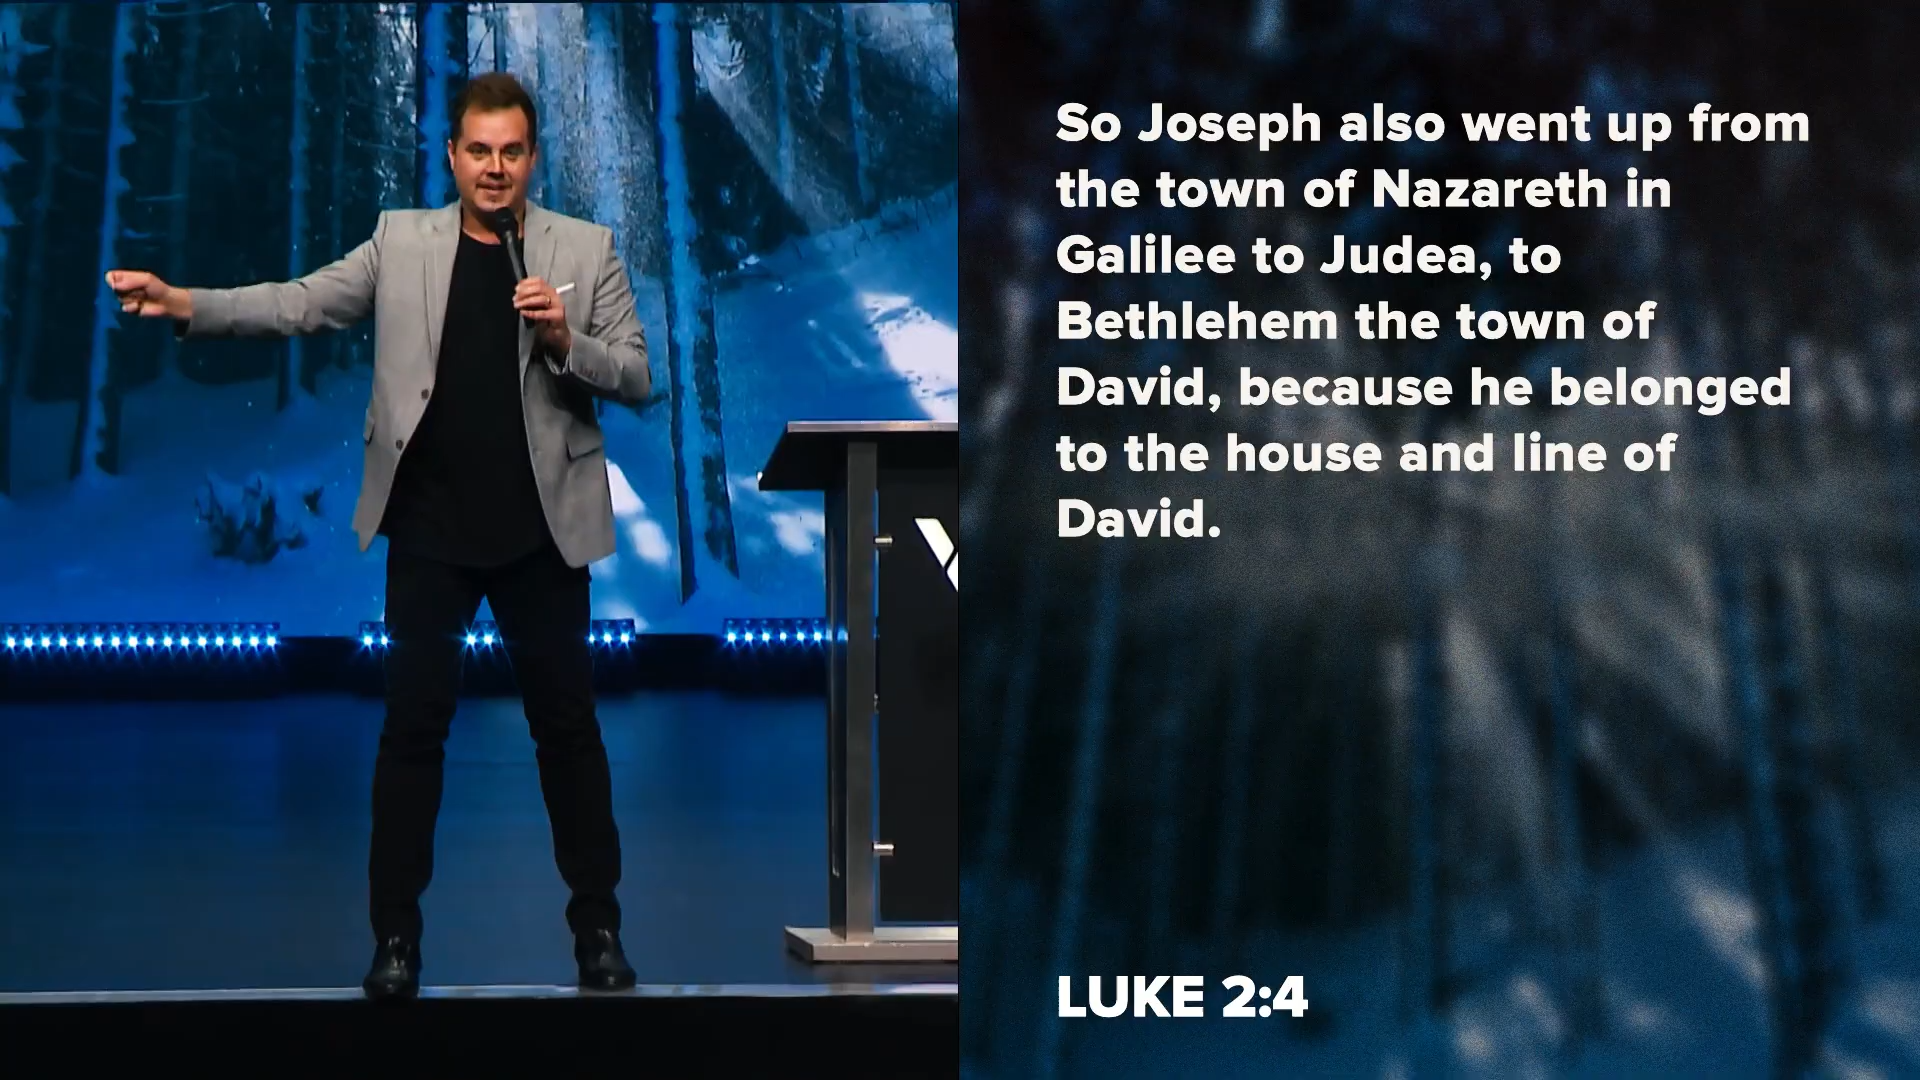 So Joseph also went up from
the town of Nazareth in
Galilee to Judea, to
Bethlehem the town of
David, because he belonged
to the house and line of
David.
LUKE 2:4